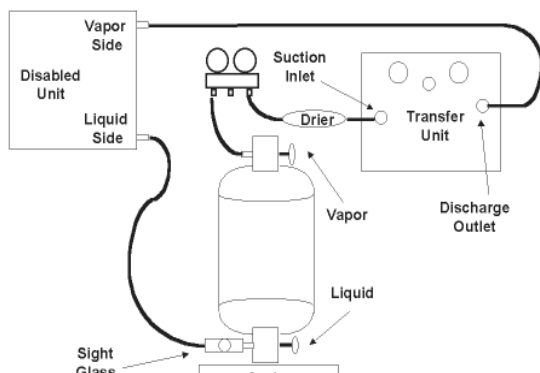 Vapor
Side
Disabled
Unit
Liquid
Side
Suction
Inlet
Drier
Transfer
Unit
Vapor
Discharge
Outlet
Liquid
Sight